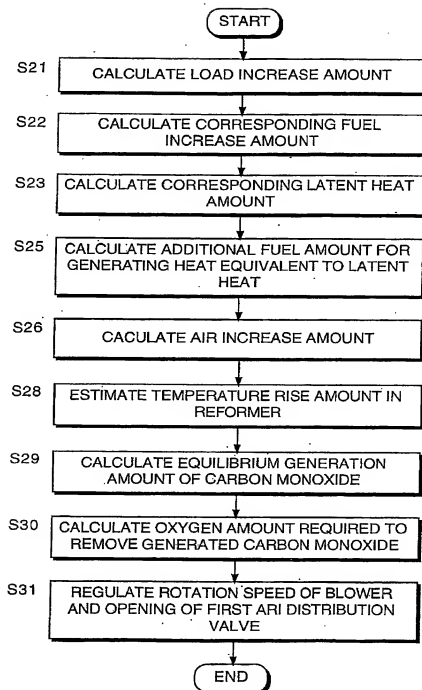 START
S21 CALCULATE LOAD INCREASE AMOUNT
S22 CALCULATE CORRESPONDING FUEL
INCREASE AMOUNT
S23 CALCULATE CORRESPONDING LATENT HEAT
AMOUNT
S25 CALCULATE ADDITIONAL FUEL AMOUNT FOR
GENERATING HEAT EQUIVALENT TO LATENT
HEAT
S26 CACULATE AIR INCREASE AMOUNT
S28 ESTIMATE TEMPERATURE RISE AMOUNT IN
REFORMER
S29 CALCULATE EQUILIBRIUM GENERATION
AMOUNT OF CARBON MONOXIDE
S30 CALCULATE OXYGEN AMOUNT REQUIRED TO
REMOVE GENERATED CARBON MONOXIDE
S31 REGULATE ROTATION SPEED OF BLOWER
AND OPENING OF FIRST ARI DISTRIBUTION
VALVE
END